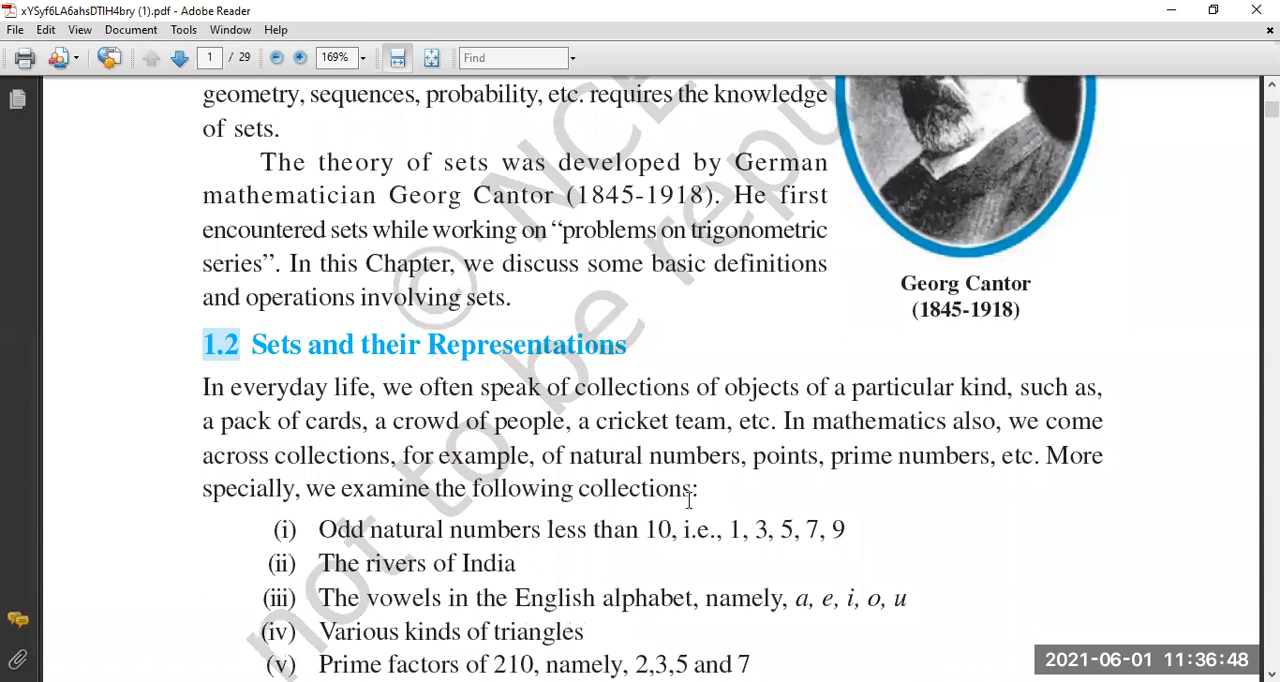 xYSyf6LA6ahsDTIH4bry (1).pdf - Adobe Reader
File Edit View Document Tools Window Help
1 / 29 169% Find
geometry, sequences, probability, etc. requires the knowledge
of sets.
The theory of sets was developed by German
mathematician Georg Cantor (1845-1918). He first
encountered sets while working on “problems on trigonometric
series”. In this Chapter, we discuss some basic definitions
and operations involving sets.
Georg Cantor
(1845-1918)
1.2 Sets and their Representations
In everyday life, we often speak of collections of objects of a particular kind, such as,
a pack of cards, a crowd of people, a cricket team, etc. In mathematics also, we come
across collections, for example, of natural numbers, points, prime numbers, etc. More
specially, we examine the following collections:
(i) Odd natural numbers less than 10, i.e., 1, 3, 5, 7, 9
(ii) The rivers of India
(iii) The vowels in the English alphabet, namely, a, e, i, o, u
(iv) Various kinds of triangles
(v) Prime factors of 210, namely, 2,3,5 and 7
© NCE
not to be repu
2021-06-01 11:36:48